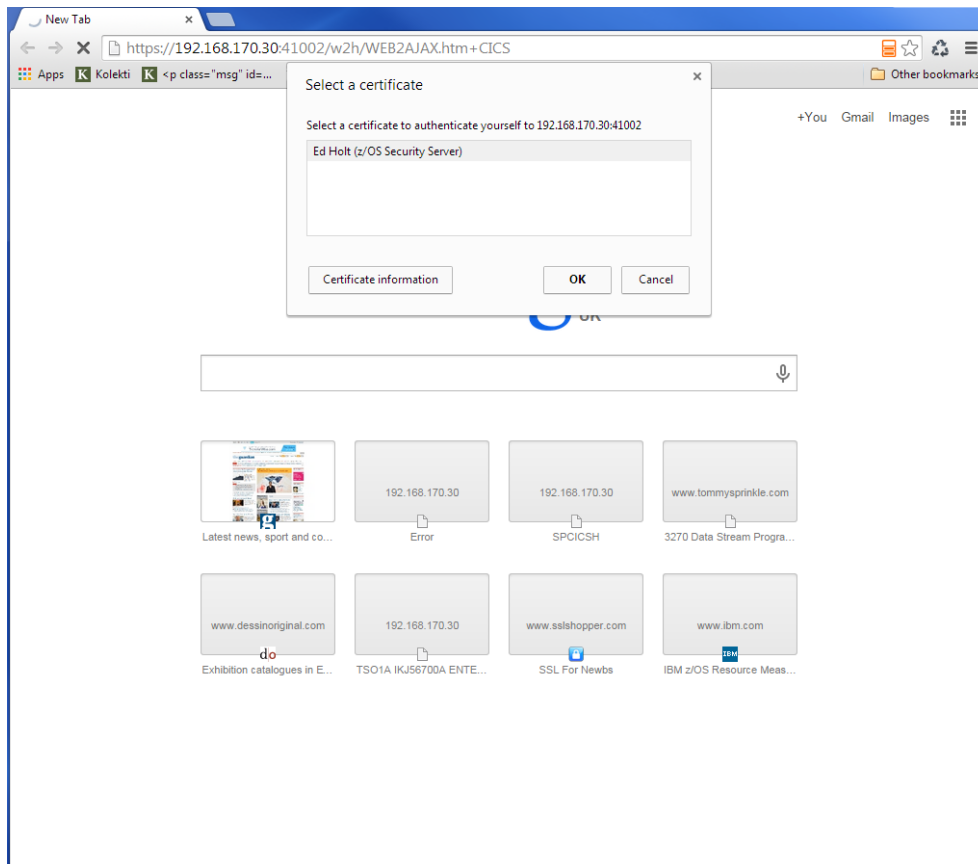 New Tab
https://192.168.170.30:41002/w2h/WEB2AJAX.htm+CICS
Apps K Kolekti K <p class="msg" id=... Other bookmarks
Select a certificate
Select a certificate to authenticate yourself to 192.168.170.30:41002
Ed Holt (z/OS Security Server)
Certificate information OK Cancel
+You Gmail Images
UK
192.168.170.30 192.168.170.30 www.tommysprinkle.com
g
Latest news, sport and co... Error SPCICSH 3270 Data Stream Progra...
www.dessinoriginal.com 192.168.170.30 www.sslshopper.com www.ibm.com
do IBM
Exhibition catalogues in E... TSO1A IKJ56700A ENTE... SSL For Newbs IBM z/OS Resource Meas...